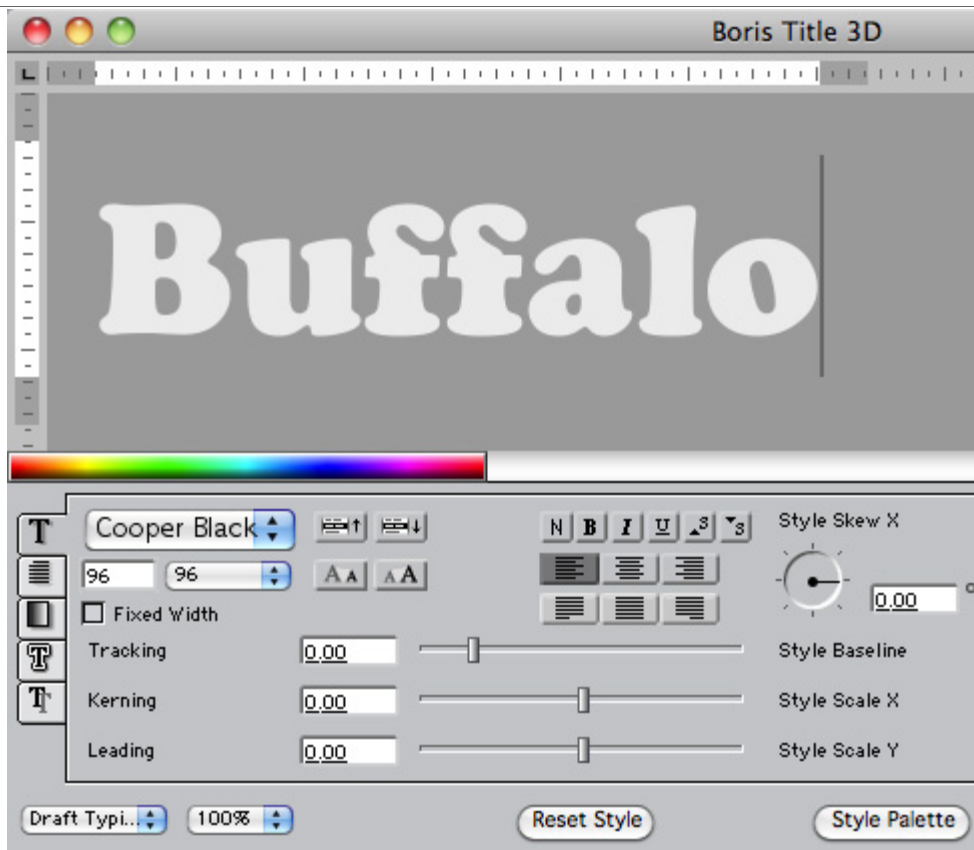 Boris Title 3D
L
Buffalo
T
Cooper Black
N B I U S S
Style Skew X
96
96
A A
A A
0.00 °
Fixed Width
T
Tracking
0.00
Style Baseline
T
Kerning
0.00
Style Scale X
Leading
0.00
Style Scale Y
Draft Typi...
100%
Reset Style
Style Palette